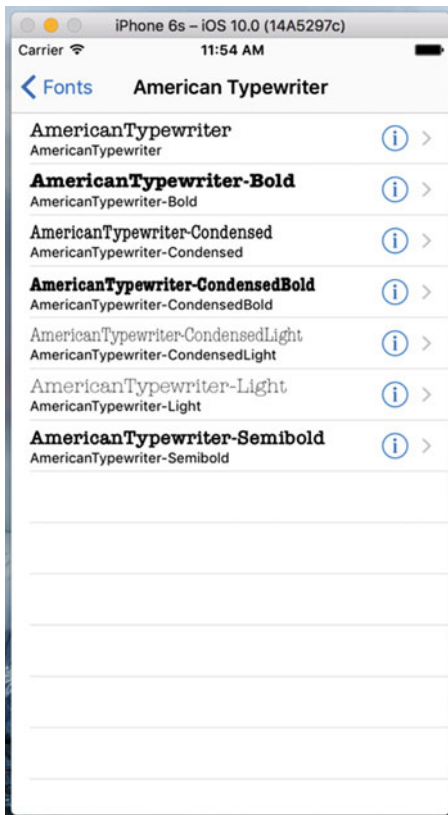 iPhone 6s – iOS 10.0 (14A5297c)
Carrier 11:54 AM
Fonts American Typewriter
AmericanTypewriter
AmericanTypewriter
AmericanTypewriter-Bold
AmericanTypewriter-Bold
AmericanTypewriter-Condensed
AmericanTypewriter-Condensed
AmericanTypewriter-CondensedBold
AmericanTypewriter-CondensedBold
AmericanTypewriter-CondensedLight
AmericanTypewriter-CondensedLight
AmericanTypewriter-Light
AmericanTypewriter-Light
AmericanTypewriter-Semibold
AmericanTypewriter-Semibold